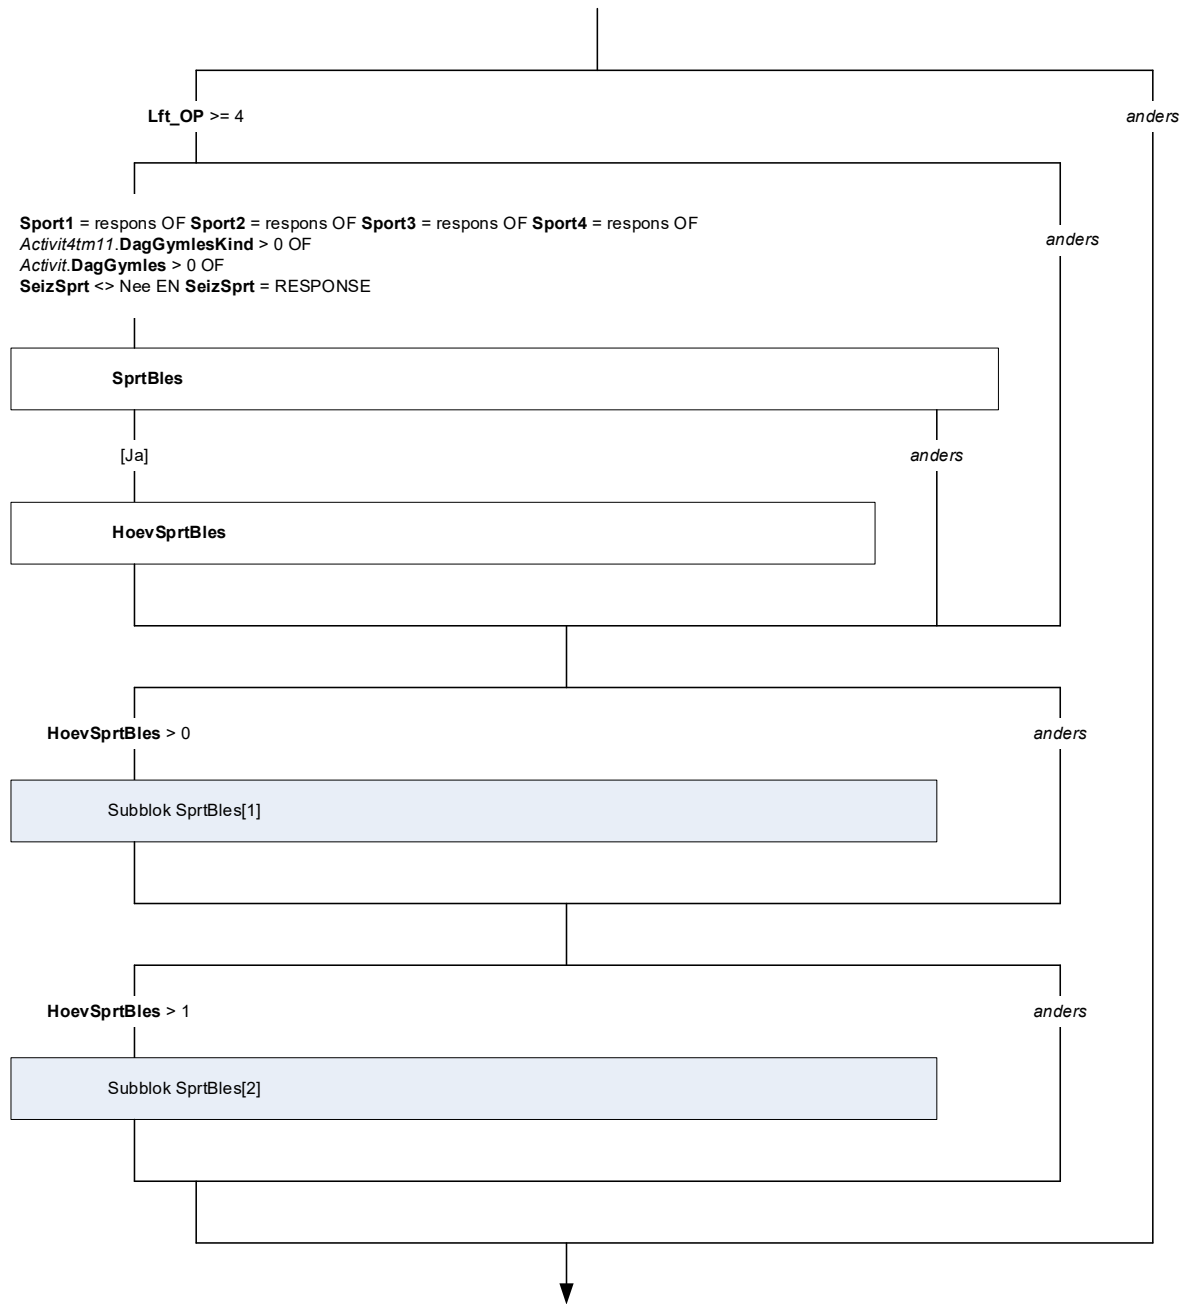 Lft_OP >= 4
anders
Sport1 = respons OF Sport2 = respons OF Sport3 = respons OF Sport4 = respons OF
Activit4tm11.DagGymlesKind > 0 OF
Activit.DagGymles > 0 OF
SeizSprt <> Nee EN SeizSprt = RESPONSE
anders
SprtBles
[Ja]
anders
HoevSprtBles
HoevSprtBles > 0
anders
Subblok SprtBles[1]
HoevSprtBles > 1
anders
Subblok SprtBles[2]